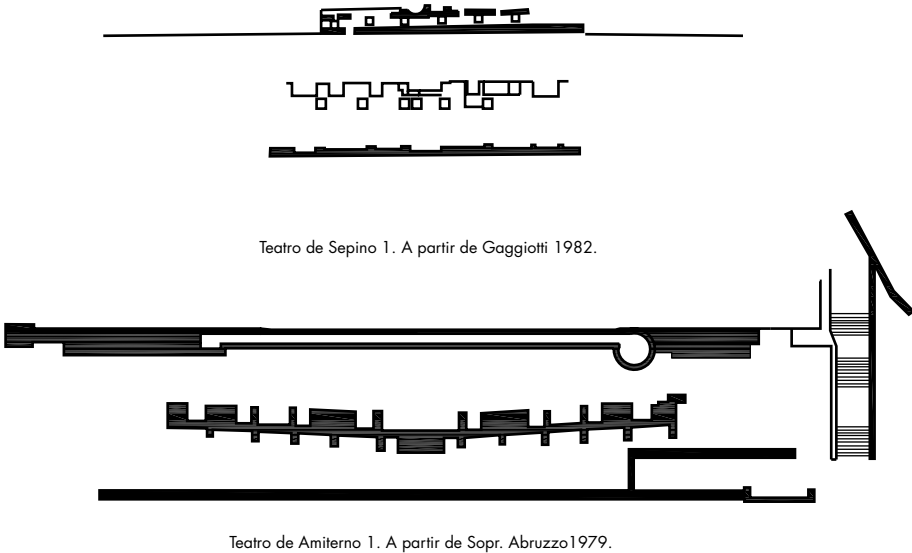 Teatro de Sepino 1. A partir de Gaggiotti 1982.
Teatro de Amiterno 1. A partir de Sopr. Abruzzo1979.